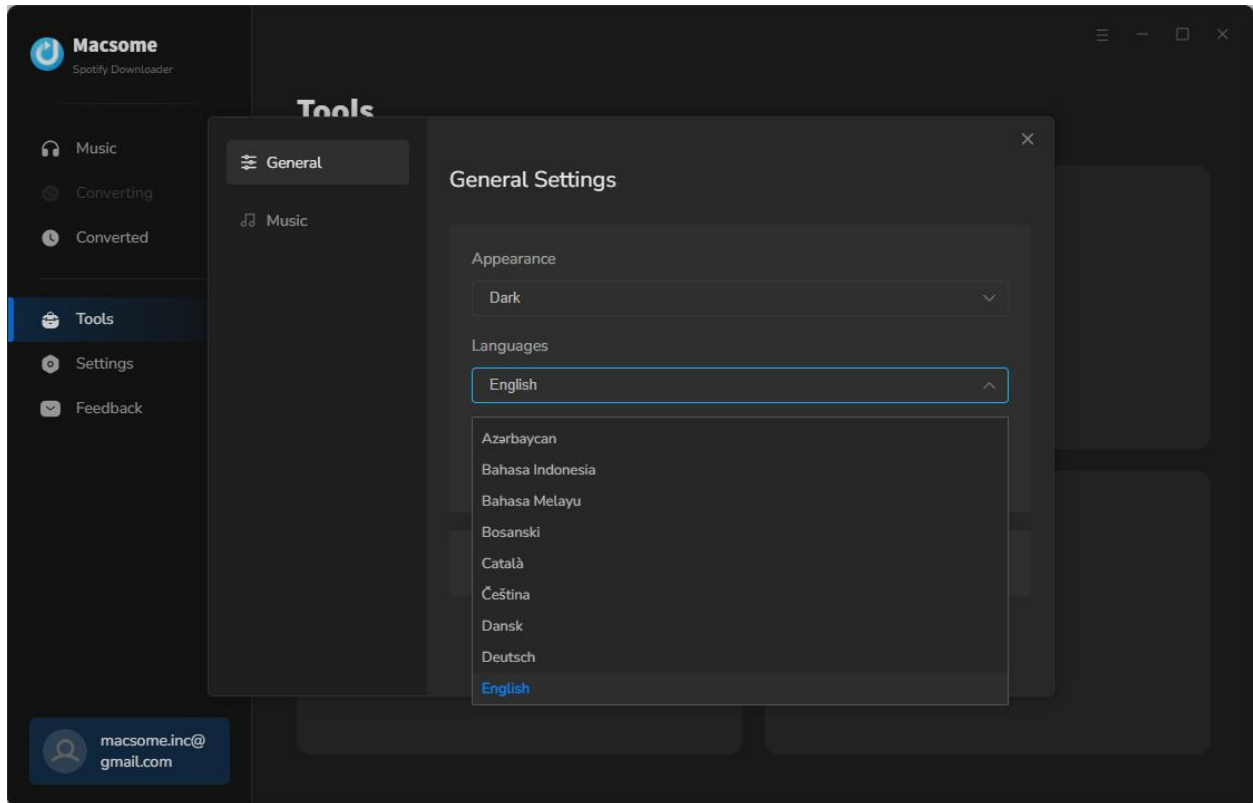 Macsome
Spotify Downloader
Music
Converting
Converted
Tools
Settings
Feedback
macsome.inc@
gmail.com
Tools
General
Music
General Settings
Appearance
Dark
Languages
English
Azərbaycan
Bahasa Indonesia
Bahasa Melayu
Bosanski
Català
Čeština
Dansk
Deutsch
English